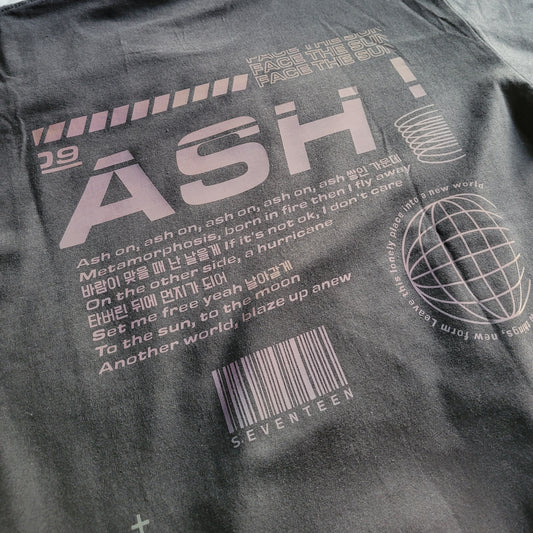 FACE THE SUN
FACE THE SUN
FACE THE SUN
09
ASH !
Ash on, ash on, ash on, ash on, ash 밤인 가운데
Metamorphosis, born in fire then I fly away
바람이 맞을 때 난 날을게 If it's not ok, I don't care
On the other side, a hurricane
타버린 뒤에 먼지가 되어
Set me free yeah 날아갈게
To the sun, to the moon
Another world, blaze up anew
things, new form Leave this lonely place into a new world
SEVENTEEN